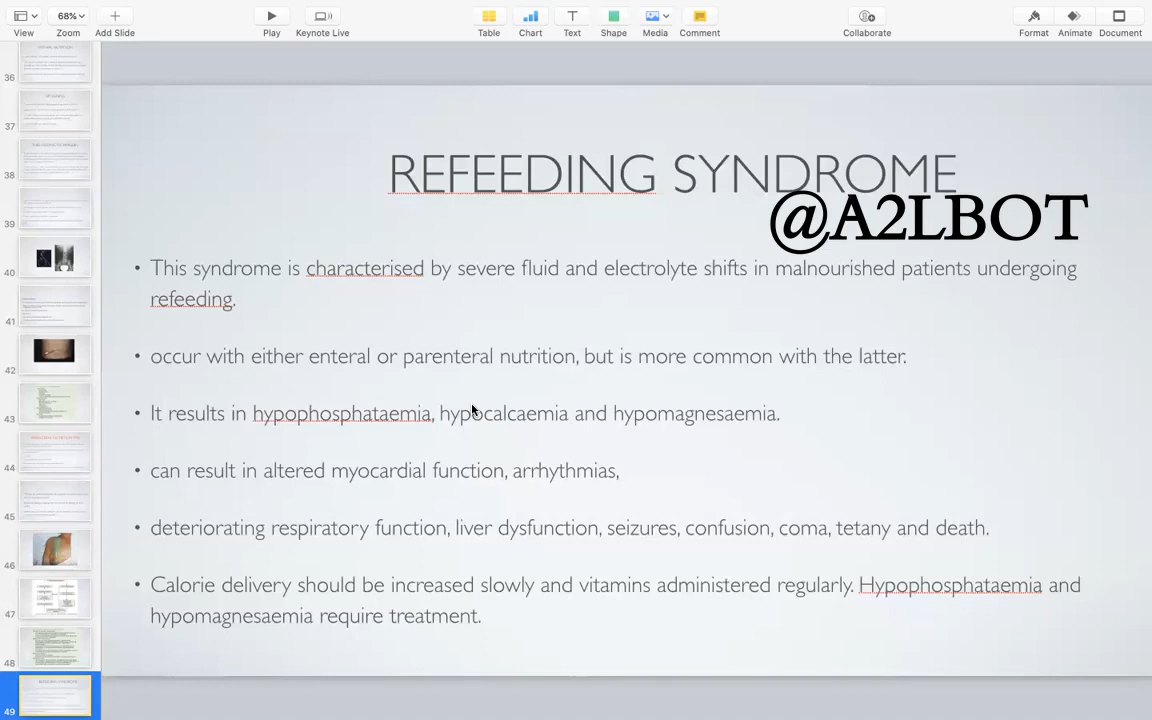 68%
View
Zoom
Add Slide
Play
Keynote Live
Table
Chart
Text
Shape
Media
Comment
Collaborate
Format
Animate
Document
36
37
38
39
40
41
42
43
44
45
46
47
48
49
REFEEDING SYNDROME
@A2LBOT
• This syndrome is characterised by severe fluid and electrolyte shifts in malnourished patients undergoing
refeeding.
• occur with either enteral or parenteral nutrition, but is more common with the latter.
• It results in hypophosphataemia, hypocalcaemia and hypomagnesaemia.
• can result in altered myocardial function, arrhythmias,
• deteriorating respiratory function, liver dysfunction, seizures, confusion, coma, tetany and death.
• Calorie delivery should be increased slowly and vitamins administered regularly. Hypophosphataemia and
hypomagnesaemia require treatment.